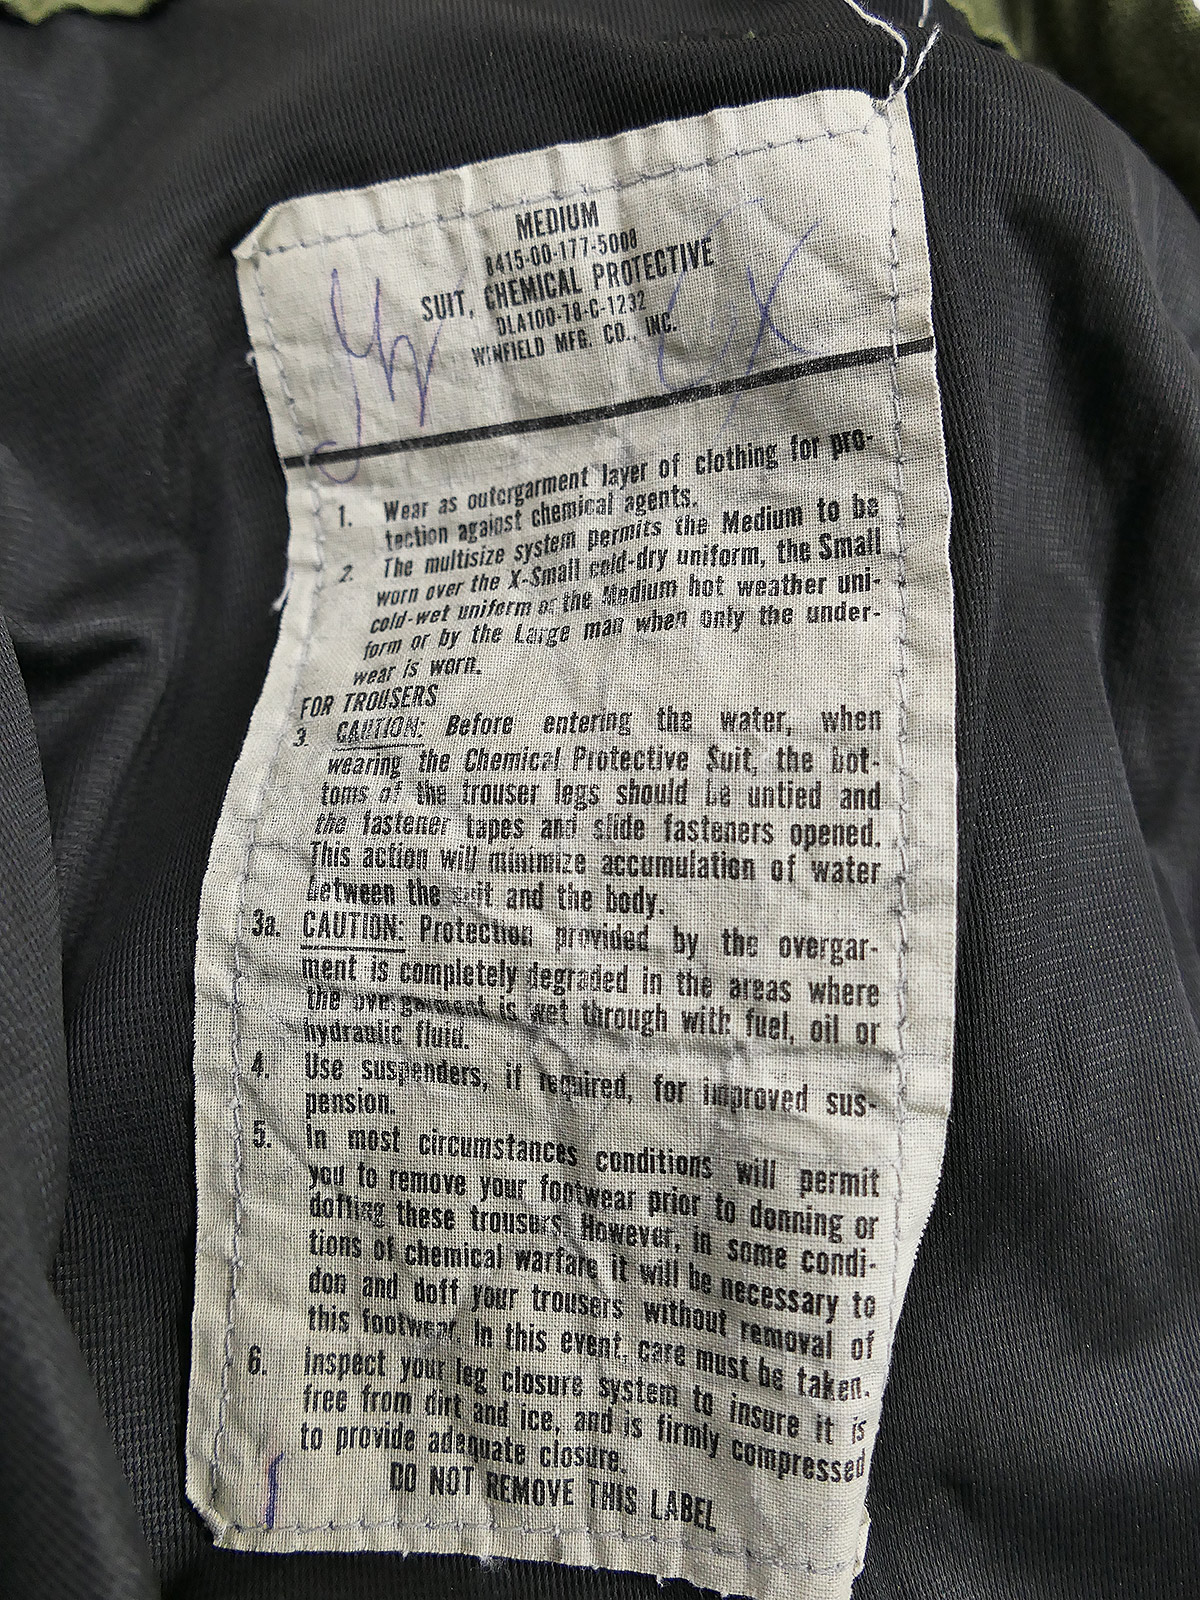 MEDIUM
8415-00-177-5008
SUIT, CHEMICAL PROTECTIVE
DLA100-78-C-1232
WINFIELD MFG. CO., INC.
1. Wear as outergarment layer of clothing for pro-
tection against chemical agents.
2. The multisize system permits the Medium to be
worn over the X-Small cold-dry uniform, the Small
cold-wet uniform or the Medium hot weather uni-
form or by the Large man when only the under-
wear is worn.
FOR TROUSERS
3. CAUTION: Before entering the water, when
wearing the Chemical Protective Suit, the bot-
toms of the trouser legs should be untied and
the fastener tapes and slide fasteners opened.
This action will minimize accumulation of water
between the suit and the body.
3a. CAUTION: Protection provided by the overgar-
ment is completely degraded in the areas where
the overgarment is wet through with fuel, oil or
hydraulic fluid.
4. Use suspenders, if required, for improved sus-
pension.
5. In most circumstances conditions will permit
you to remove your footwear prior to donning or
doffing these trousers. However, in some condi-
tions of chemical warfare it will be necessary to
don and doff your trousers without removal of
this footwear. In this event, care must be taken.
6. Inspect your leg closure system to insure it is
free from dirt and ice, and is firmly compressed
to provide adequate closure.
DO NOT REMOVE THIS LABEL